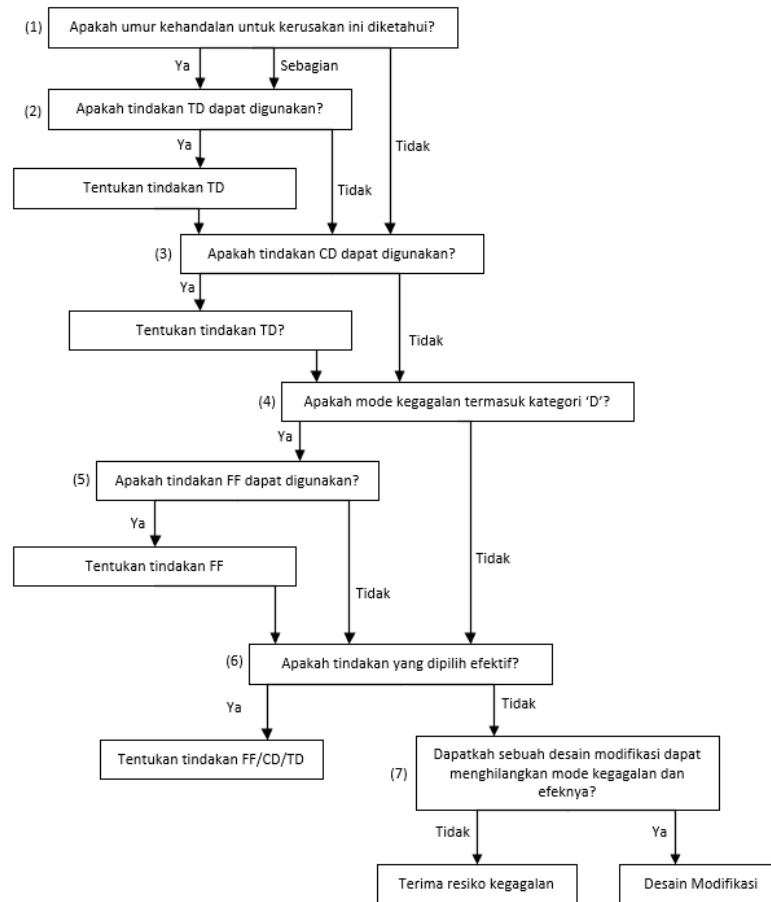 (1) Apakah umur kehandalan untuk kerusakan ini diketahui?
Ya
Sebagian
(2) Apakah tindakan TD dapat digunakan?
Ya
Tidak
Tentukan tindakan TD
Tidak
(3) Apakah tindakan CD dapat digunakan?
Ya
Tentukan tindakan TD?
Tidak
(4) Apakah mode kegagalan termasuk kategori ‘D’?
Ya
(5) Apakah tindakan FF dapat digunakan?
Ya
Tidak
Tentukan tindakan FF
Tidak
(6) Apakah tindakan yang dipilih efektif?
Ya
Tidak
Tentukan tindakan FF/CD/TD
(7) Dapatkah sebuah desain modifikasi dapat
menghilangkan mode kegagalan dan
efeknya?
Tidak
Ya
Terima resiko kegagalan
Desain Modifikasi